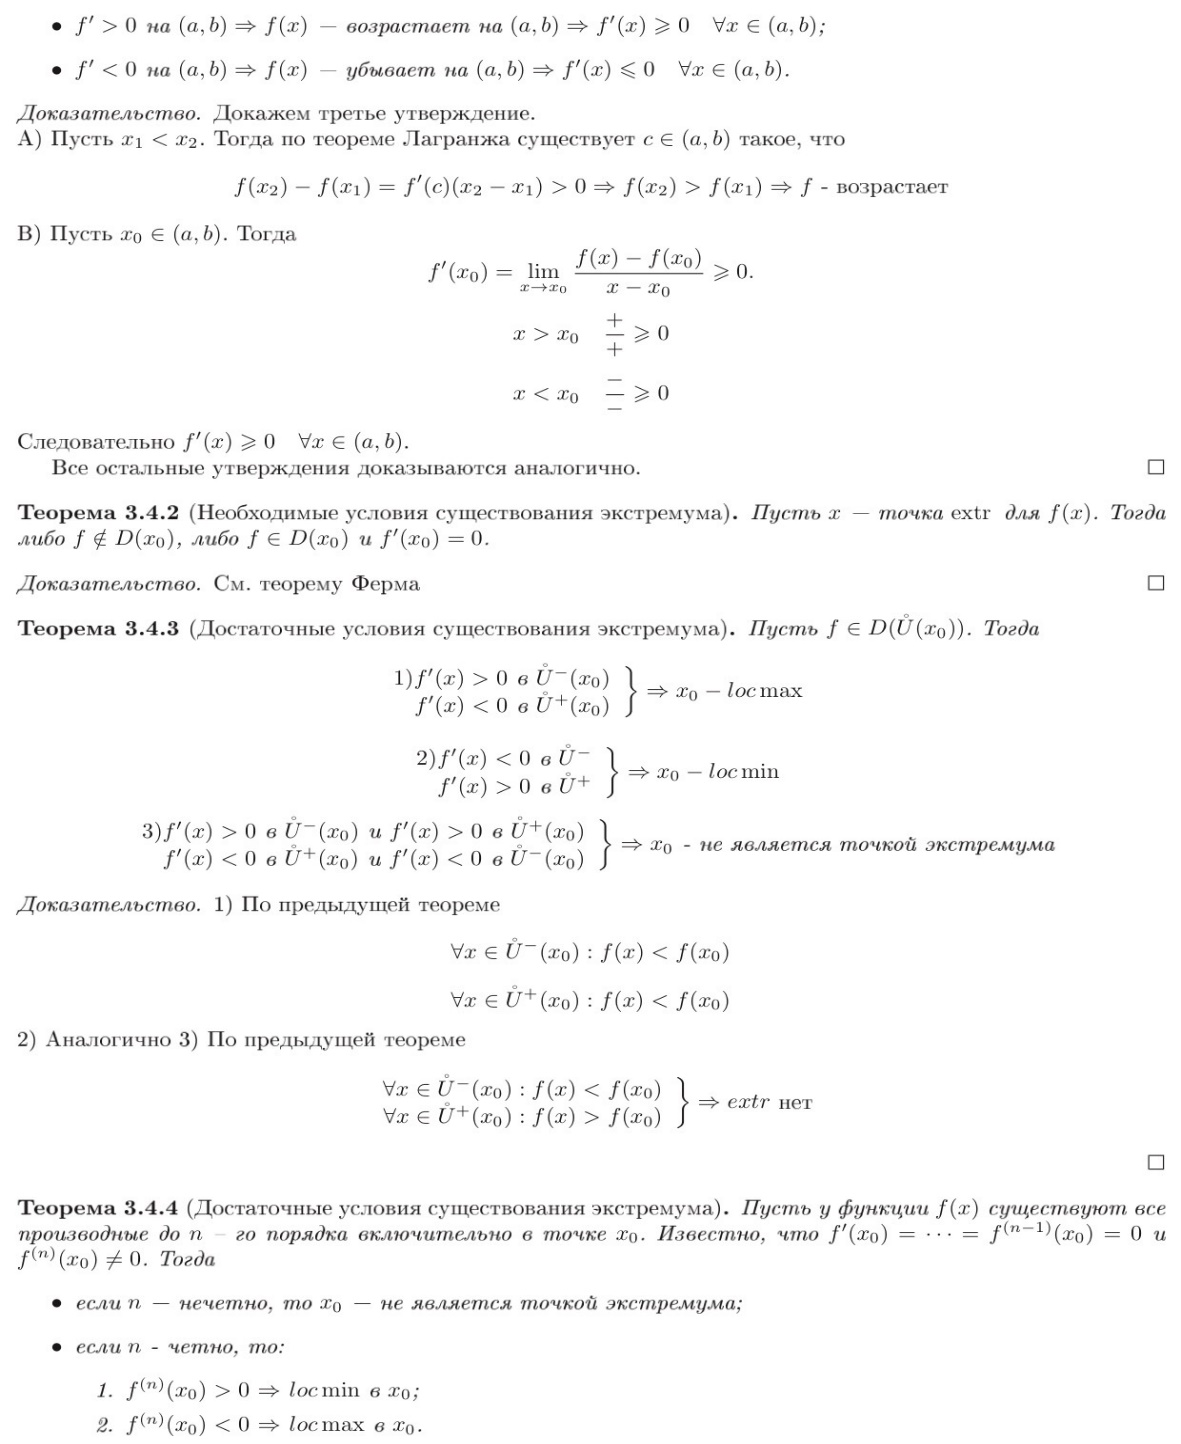 • f′ > 0 на (a, b) ⇒ f(x) — возрастает на (a, b) ⇒ f′(x) ⩾ 0 ∀x ∈ (a, b);
• f′ < 0 на (a, b) ⇒ f(x) — убывает на (a, b) ⇒ f′(x) ⩽ 0 ∀x ∈ (a, b).
Доказательство. Докажем третье утверждение.
А) Пусть x₁ < x₂. Тогда по теореме Лагранжа существует c ∈ (a, b) такое, что
f(x₂) − f(x₁) = f′(c)(x₂ − x₁) > 0 ⇒ f(x₂) > f(x₁) ⇒ f - возрастает
В) Пусть x₀ ∈ (a, b). Тогда
f′(x₀) = lim_{x→x₀} (f(x) − f(x₀))/(x − x₀) ⩾ 0.
x > x₀ +/+ ⩾ 0
x < x₀ −/− ⩾ 0
Следовательно f′(x) ⩾ 0 ∀x ∈ (a, b).
Все остальные утверждения доказываются аналогично. □
Теорема 3.4.2 (Необходимые условия существования экстремума). Пусть x — точка extr для f(x). Тогда
либо f ∉ D(x₀), либо f ∈ D(x₀) и f′(x₀) = 0.
Доказательство. См. теорему Ферма □
Теорема 3.4.3 (Достаточные условия существования экстремума). Пусть f ∈ D(Ů(x₀)). Тогда
1)f′(x) > 0 в Ů⁻(x₀)
f′(x) < 0 в Ů⁺(x₀) } ⇒ x₀ − loc max
2)f′(x) < 0 в Ů⁻
f′(x) > 0 в Ů⁺ } ⇒ x₀ − loc min
3)f′(x) > 0 в Ů⁻(x₀) и f′(x) > 0 в Ů⁺(x₀)
f′(x) < 0 в Ů⁺(x₀) и f′(x) < 0 в Ů⁻(x₀) } ⇒ x₀ - не является точкой экстремума
Доказательство. 1) По предыдущей теореме
∀x ∈ Ů⁻(x₀) : f(x) < f(x₀)
∀x ∈ Ů⁺(x₀) : f(x) < f(x₀)
2) Аналогично 3) По предыдущей теореме
∀x ∈ Ů⁻(x₀) : f(x) < f(x₀)
∀x ∈ Ů⁺(x₀) : f(x) > f(x₀) } ⇒ extr нет
□
Теорема 3.4.4 (Достаточные условия существования экстремума). Пусть у функции f(x) существуют все
производные до n – го порядка включительно в точке x₀. Известно, что f′(x₀) = · · · = f⁽ⁿ⁻¹⁾(x₀) = 0 и
f⁽ⁿ⁾(x₀) ≠ 0. Тогда
• если n — нечетно, то x₀ — не является точкой экстремума;
• если n - четно, то:
1. f⁽ⁿ⁾(x₀) > 0 ⇒ loc min в x₀;
2. f⁽ⁿ⁾(x₀) < 0 ⇒ loc max в x₀.